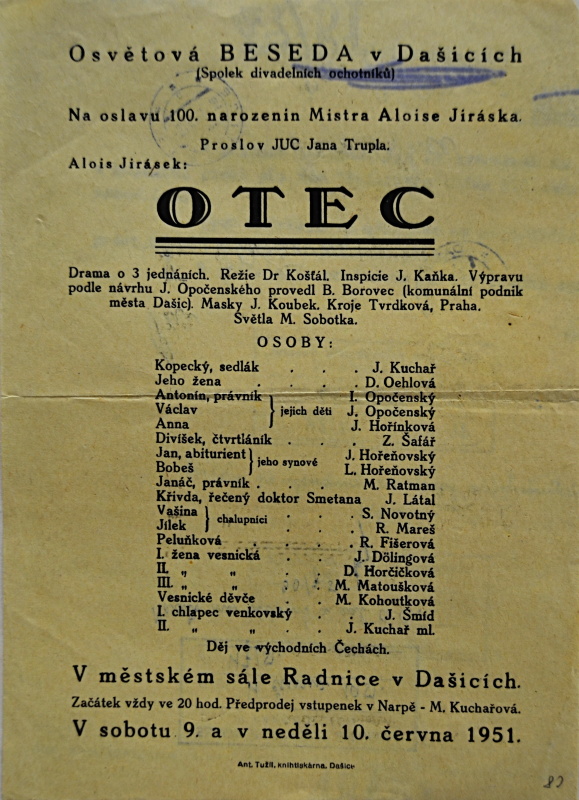 Osvětová BESEDA v Dašicích
(Spolek divadelních ochotníků)
Na oslavu 100. narozenin Mistra Aloise Jiráska.
Proslov JUC Jana Trupla.
Alois Jirásek:
OTEC
Drama o 3 jednáních. Režie Dr Košťál. Inspicie J. Kaňka. Výpravu
podle návrhu J. Opočenského provedl B. Borovec (komunální podnik
města Dašic). Masky J. Koubek. Kroje Tvrdková, Praha.
Světla M. Sobotka.
OSOBY:
Kopecký, sedlák . . . J. Kuchař
Jeho žena . . . . D. Oehlová
Antonín, právník } jejich děti I. Opočenský
Václav J. Opočenský
Anna J. Hořínková
Divíšek, čtvrtláník . . . Z. Šafář
Jan, abiturient } jeho synové J. Hořeňovský
Bobeš L. Hořeňovský
Janáč, právník . . . M. Ratman
Křivda, řečený doktor Smetana J. Látal
Vašina } chalupníci . . . S. Novotný
Jílek . . . R. Mareš
Peluňková . . . . R. Fišerová
I. žena vesnická . . . J. Dölingová
II. „ „ . . D. Horčičková
III. „ „ . . M. Matoušková
Vesnické děvče . . M. Kohoutková
I. chlapec venkovský . . J. Šmíd
II. „ „ . . J. Kuchař ml.
Děj ve východních Čechách.
V městském sále Radnice v Dašicích.
Začátek vždy ve 20 hod. Předprodej vstupenek v Narpě - M. Kuchařová.
V sobotu 9. a v neděli 10. června 1951.
Ant. Tužil, knihtiskárna, Dašice